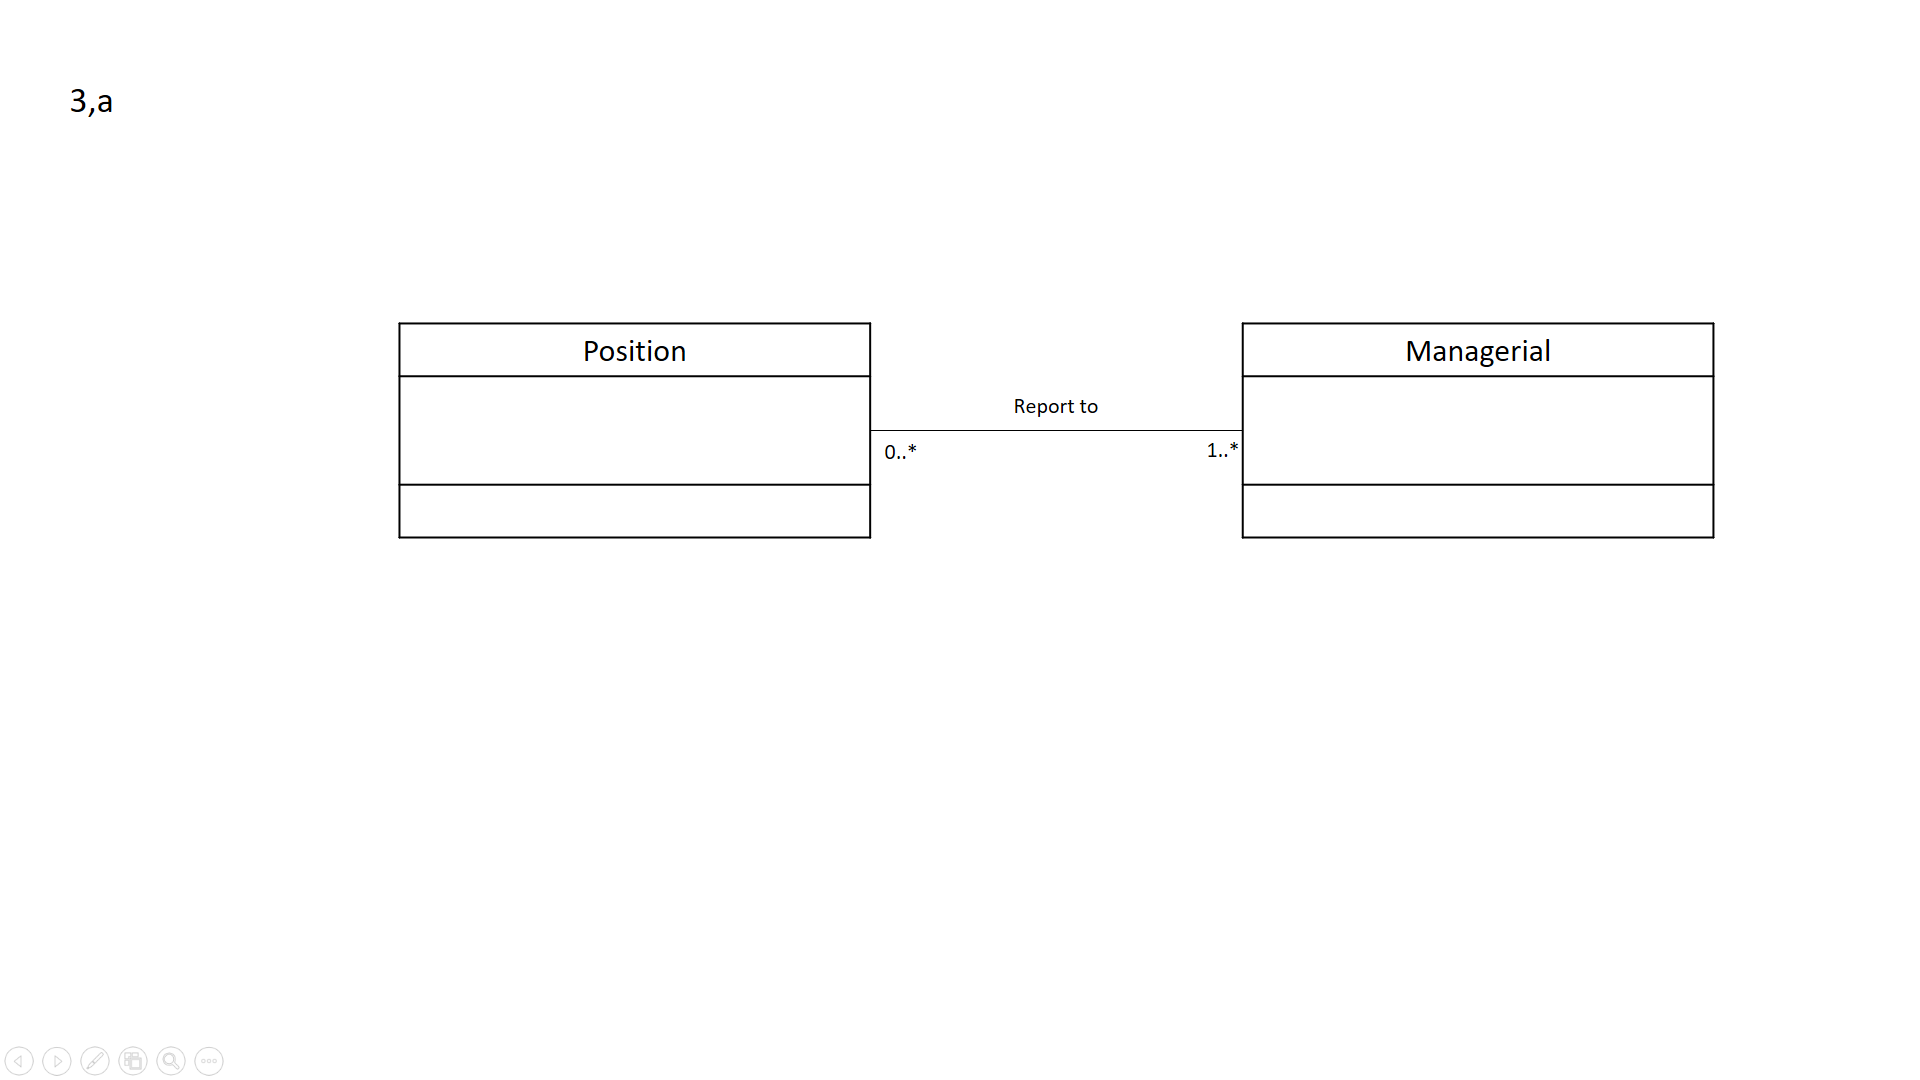 3,a
Position
Managerial
Report to
0..*
1..*